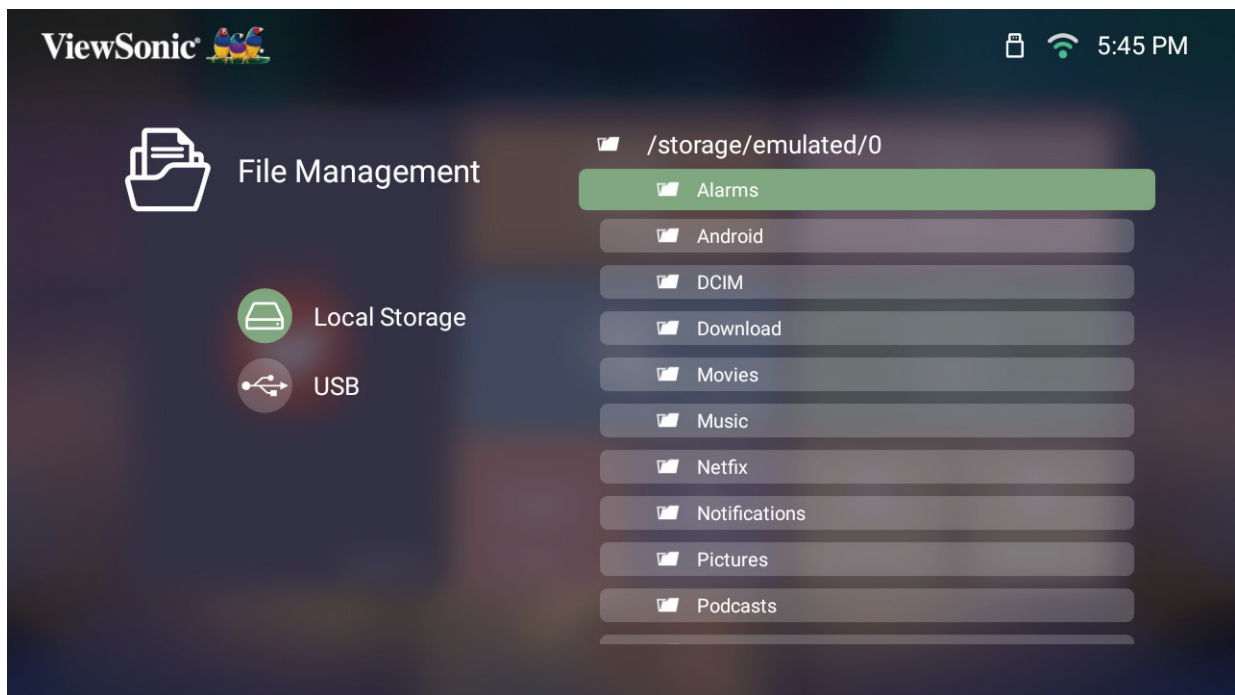 ViewSonic®
5:45 PM
File Management
Local Storage
USB
/storage/emulated/0
Alarms
Android
DCIM
Download
Movies
Music
Netfix
Notifications
Pictures
Podcasts